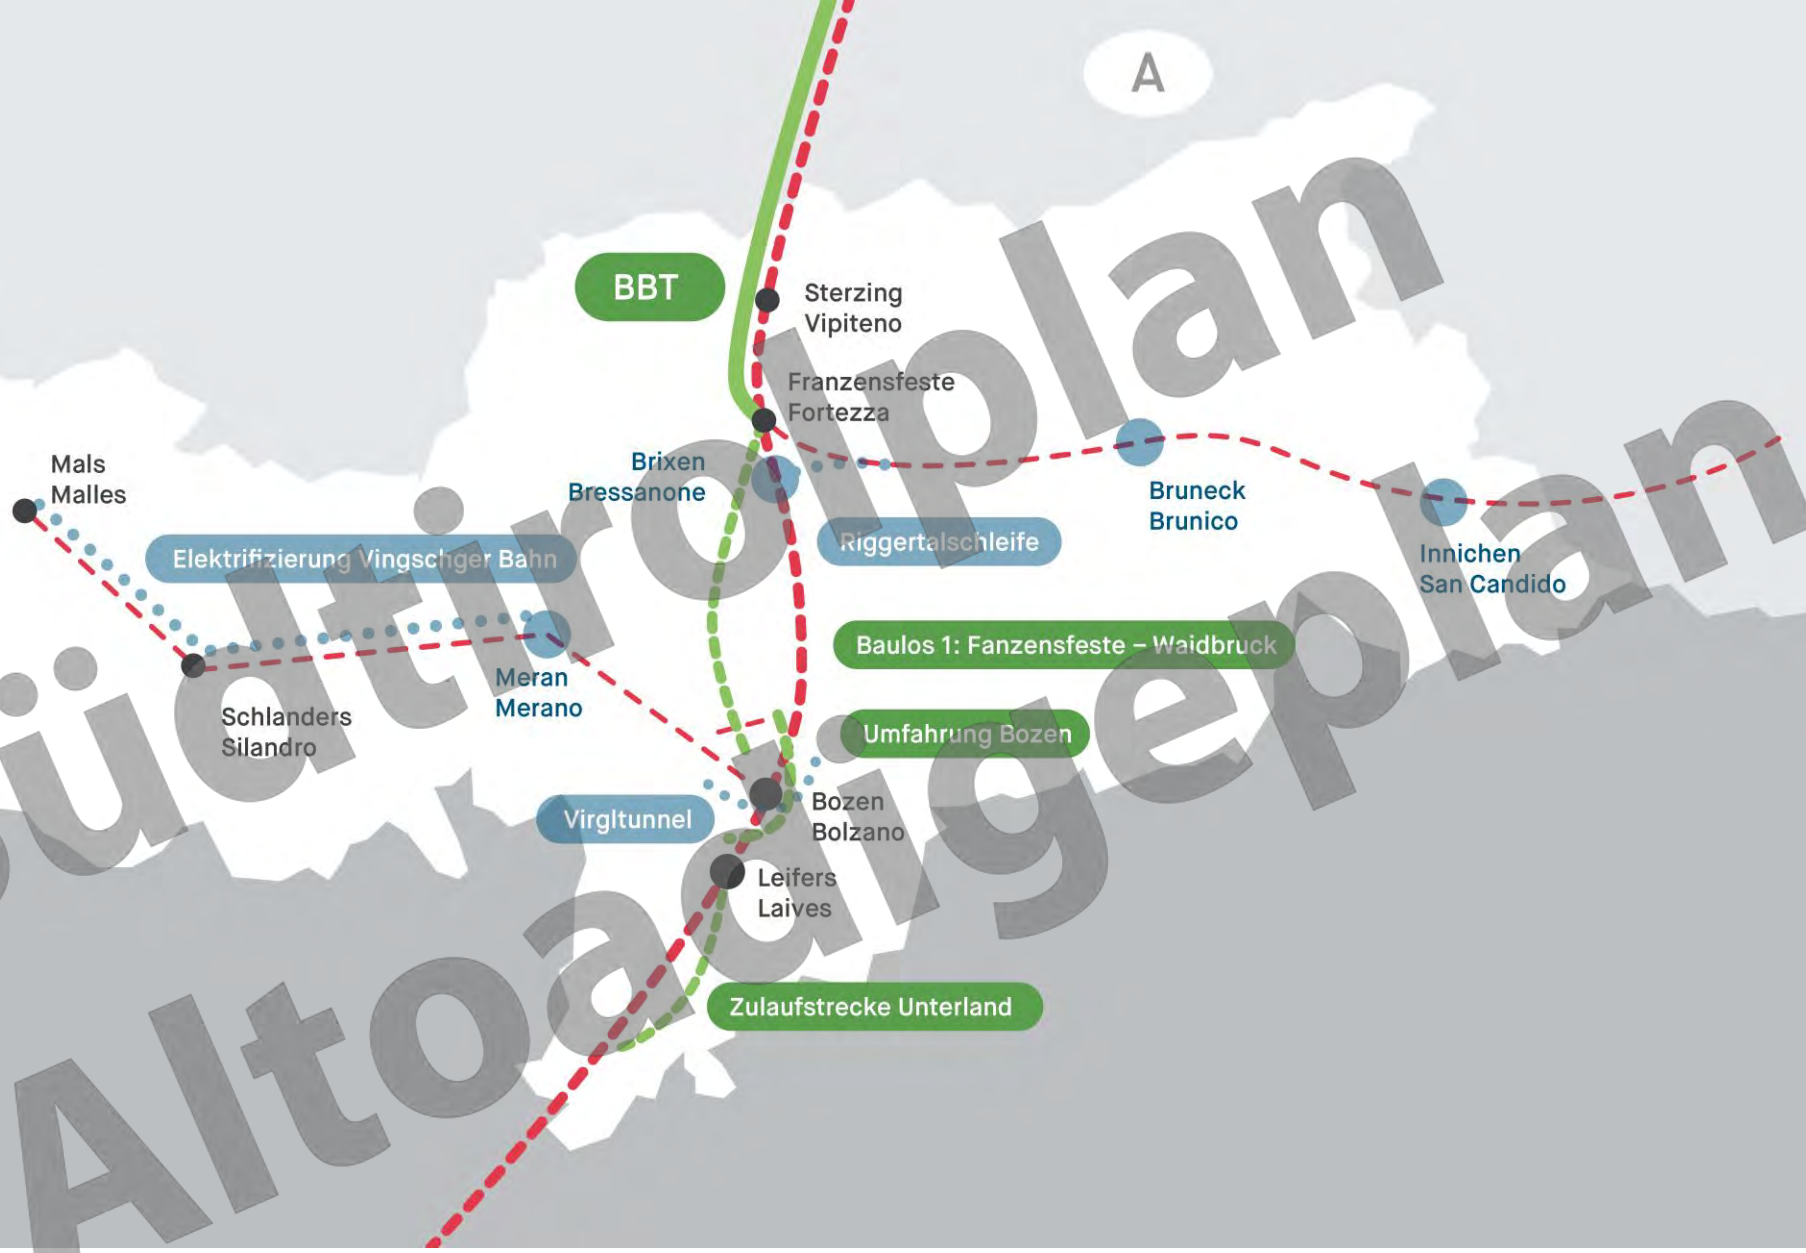 A
BBT
Sterzing
Vipiteno
Franzensfeste
Fortezza
Mals
Malles
Brixen
Bressanone
Bruneck
Brunico
Elektrifizierung Vingschger Bahn
Riggertalschleife
Innichen
San Candido
Baulos 1: Fanzensfeste – Waidbruck
Meran
Merano
Schlanders
Silandro
Umfahrung Bozen
Virgltunnel
Bozen
Bolzano
Leifers
Laives
Zulaufstrecke Unterland
südtirolplan
Altoadigeplan